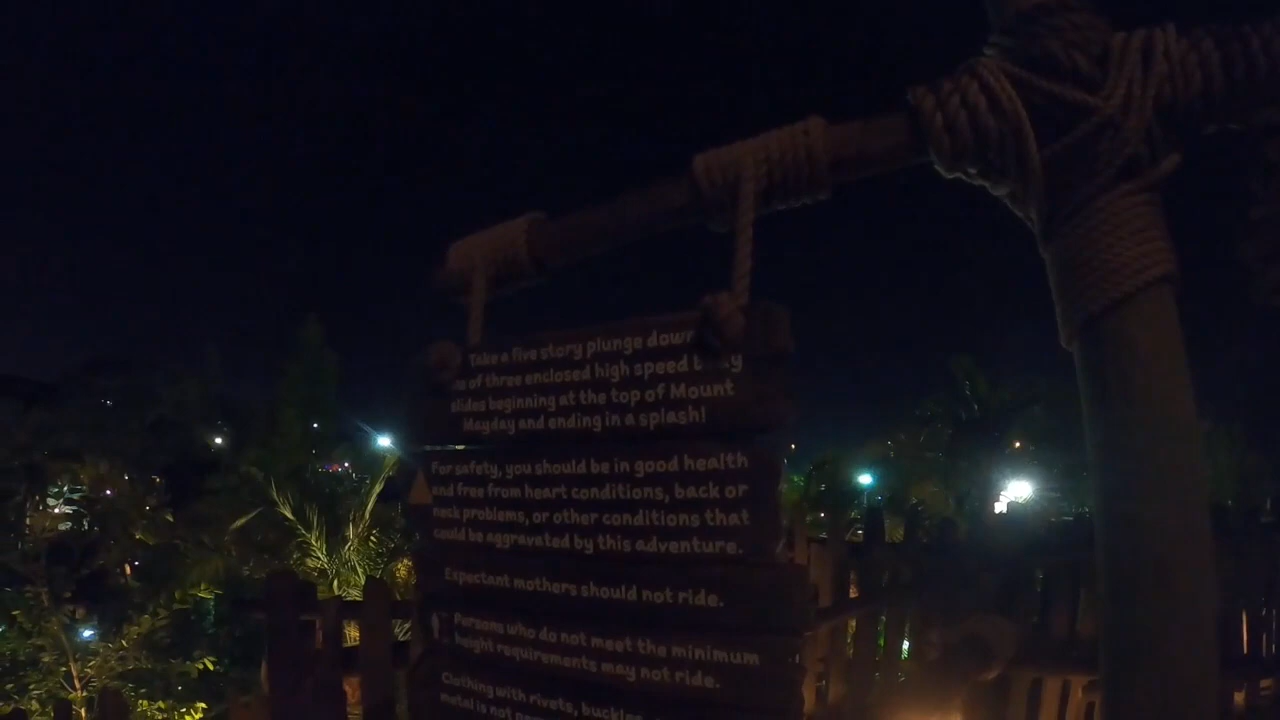 Take a five story plunge down
of three enclosed high speed
slides beginning at the top of Mount
Mayday and ending in a splash!
For safety, you should be in good health
and free from heart conditions, back or
neck problems, or other conditions that
could be aggravated by this adventure.
Expectant mothers should not ride.
Persons who do not meet the minimum
height requirements may not ride.
Clothing with rivets, buckles
metal is not